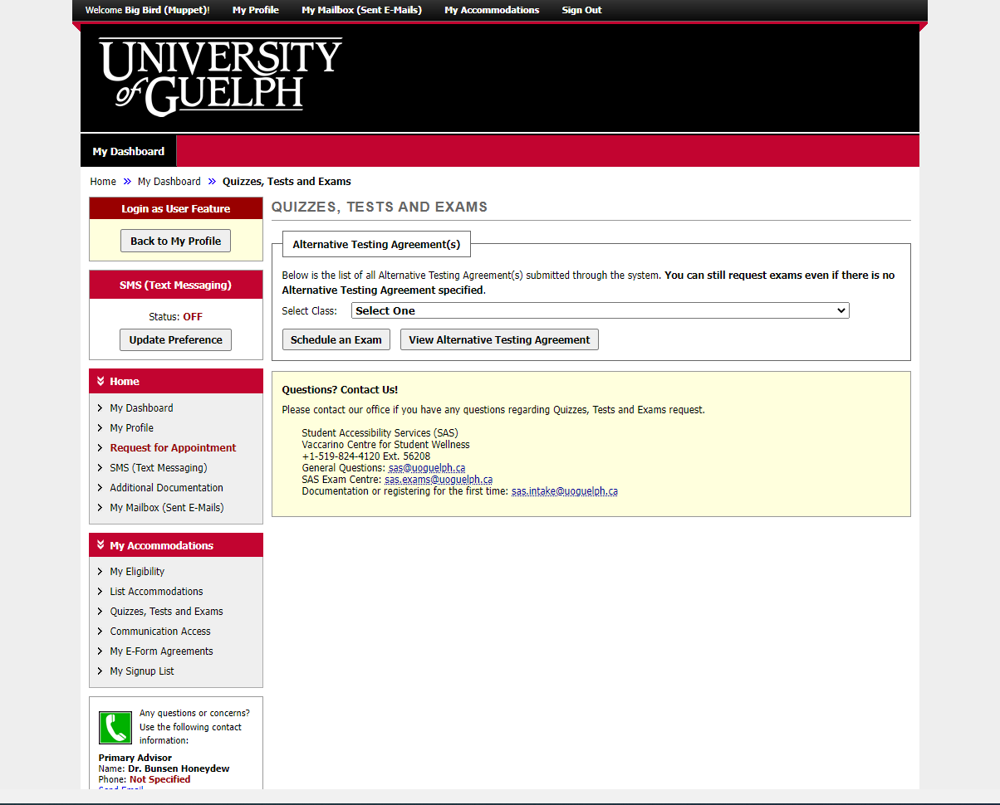 Welcome Big Bird (Muppet)! My Profile My Mailbox (Sent E-Mails) My Accommodations Sign Out
UNIVERSITY
of GUELPH
My Dashboard
Home » My Dashboard » Quizzes, Tests and Exams
Login as User Feature
Back to My Profile
SMS (Text Messaging)
Status: OFF
Update Preference
Home
My Dashboard
My Profile
Request for Appointment
SMS (Text Messaging)
Additional Documentation
My Mailbox (Sent E-Mails)
My Accommodations
My Eligibility
List Accommodations
Quizzes, Tests and Exams
Communication Access
My E-Form Agreements
My Signup List
Any questions or concerns?
Use the following contact
information:
Primary Advisor
Name: Dr. Bunsen Honeydew
Phone: Not Specified
Send Email
QUIZZES, TESTS AND EXAMS
Alternative Testing Agreement(s)
Below is the list of all Alternative Testing Agreement(s) submitted through the system. You can still request exams even if there is no
Alternative Testing Agreement specified.
Select Class: Select One
Schedule an Exam View Alternative Testing Agreement
Questions? Contact Us!
Please contact our office if you have any questions regarding Quizzes, Tests and Exams request.
Student Accessibility Services (SAS)
Vaccarino Centre for Student Wellness
+1-519-824-4120 Ext. 56208
General Questions: sas@uoguelph.ca
SAS Exam Centre: sas.exams@uoguelph.ca
Documentation or registering for the first time: sas.intake@uoguelph.ca